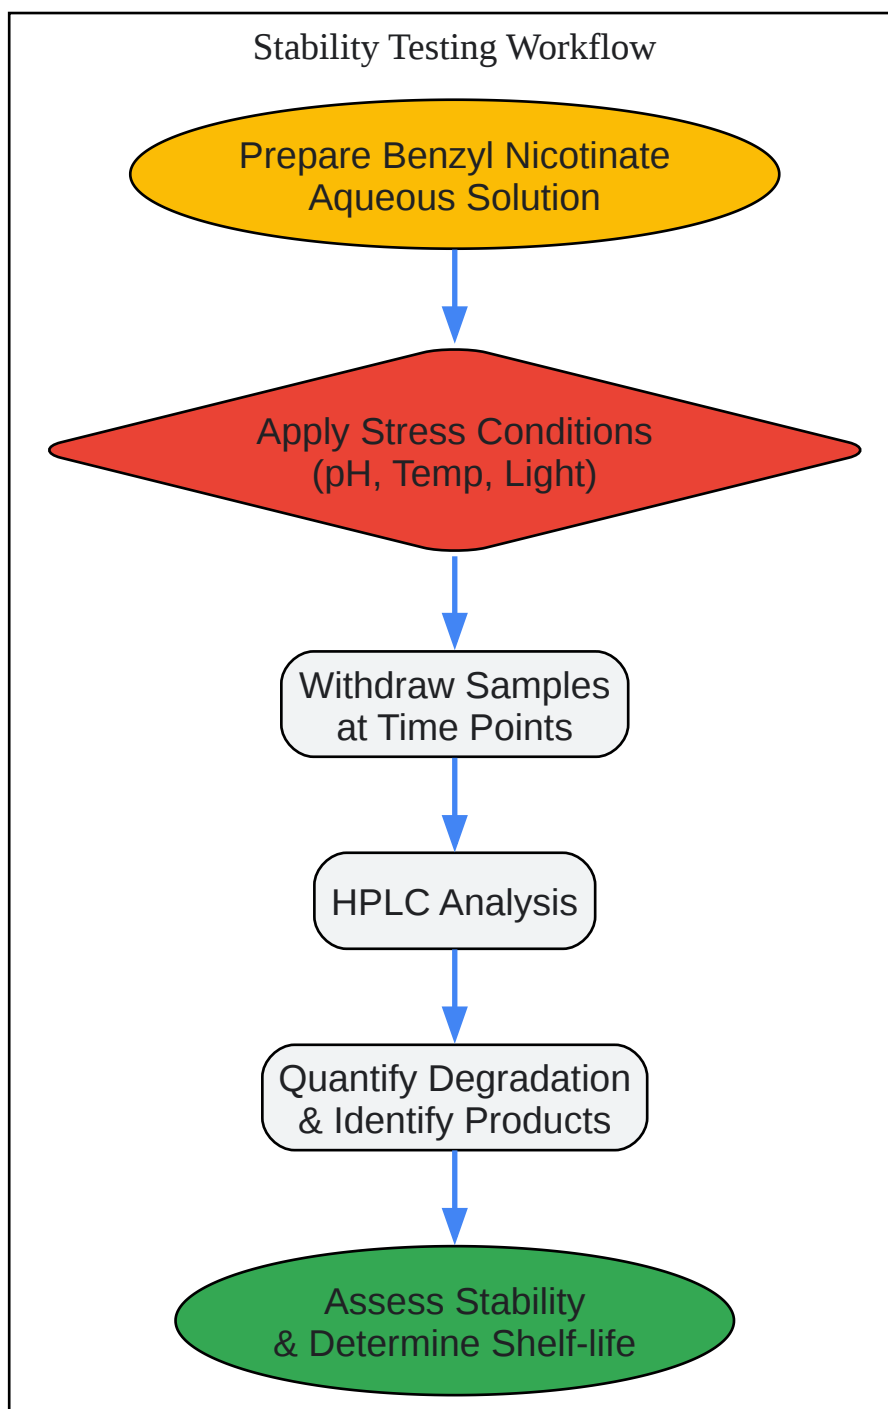 Stability Testing Workflow
Prepare Benzyl Nicotinate
Aqueous Solution
Apply Stress Conditions
(pH, Temp, Light)
Withdraw Samples
at Time Points
HPLC Analysis
Quantify Degradation
& Identify Products
Assess Stability
& Determine Shelf-life